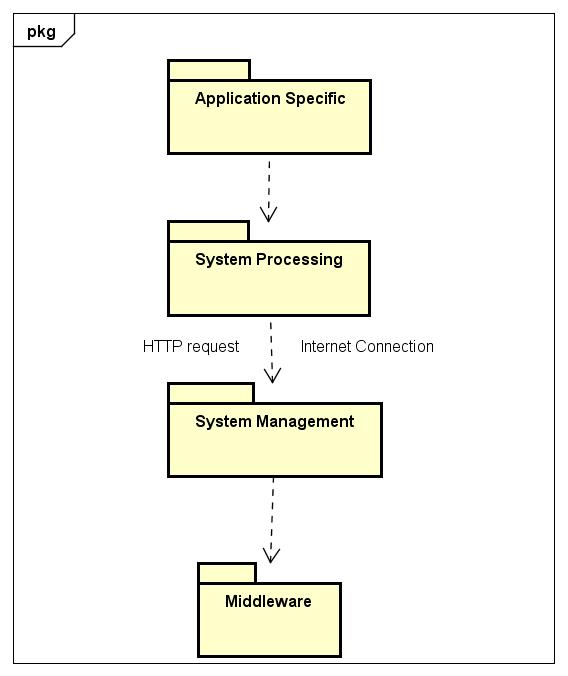 pkg
Application Specific
System Processing
HTTP request
Internet Connection
System Management
Middleware